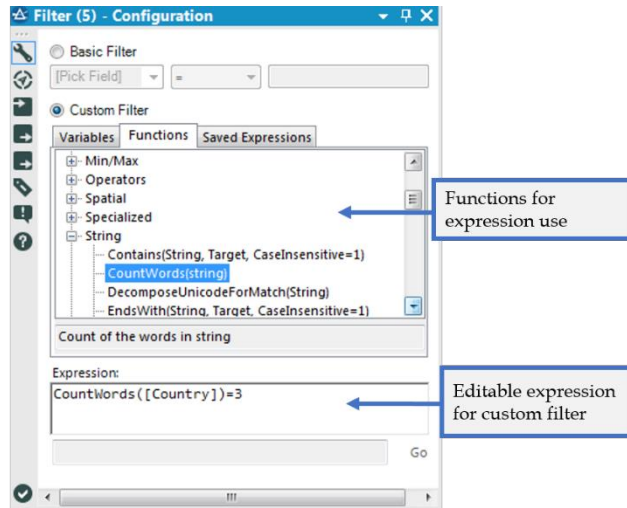 Filter (5) - Configuration
Basic Filter
[Pick Field] =
Custom Filter
Variables Functions Saved Expressions
Min/Max
Operators
Spatial
Specialized
String
Contains(String, Target, CaseInsensitive=1)
CountWords(string)
DecomposeUnicodeForMatch(String)
EndsWith(String, Target, CaseInsensitive=1)
Count of the words in string
Expression:
CountWords([Country])=3
Go
Functions for
expression use
Editable expression
for custom filter